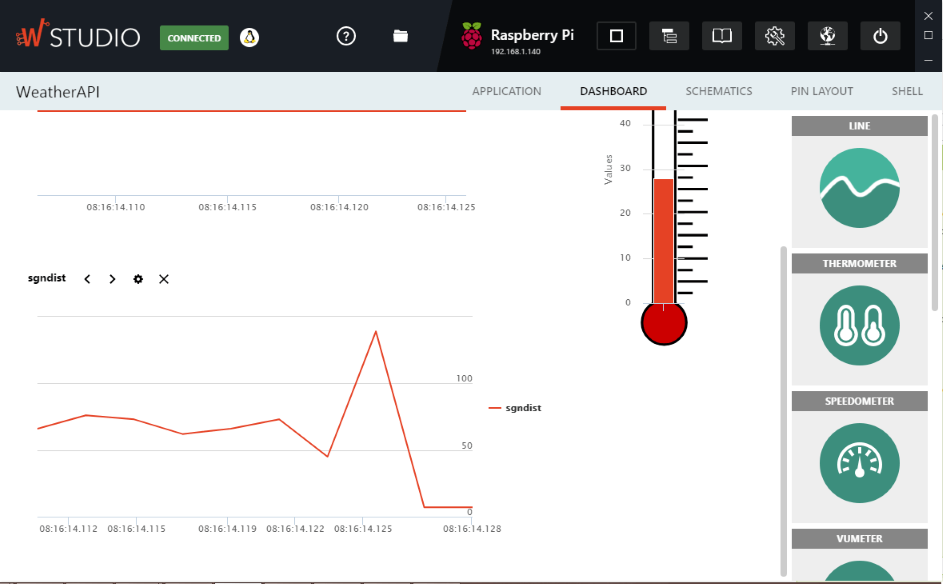 W STUDIO CONNECTED ? Raspberry Pi
192.168.1.140
WeatherAPI APPLICATION DASHBOARD SCHEMATICS PIN LAYOUT SHELL
08:16:14.110 08:16:14.115 08:16:14.120 08:16:14.125
Values
40
30
20
10
0
sgndist
100
50
0
08:16:14.112 08:16:14.115 08:16:14.119 08:16:14.122 08:16:14.125 08:16:14.128
sgndist
LINE
THERMOMETER
SPEEDOMETER
VUMETER